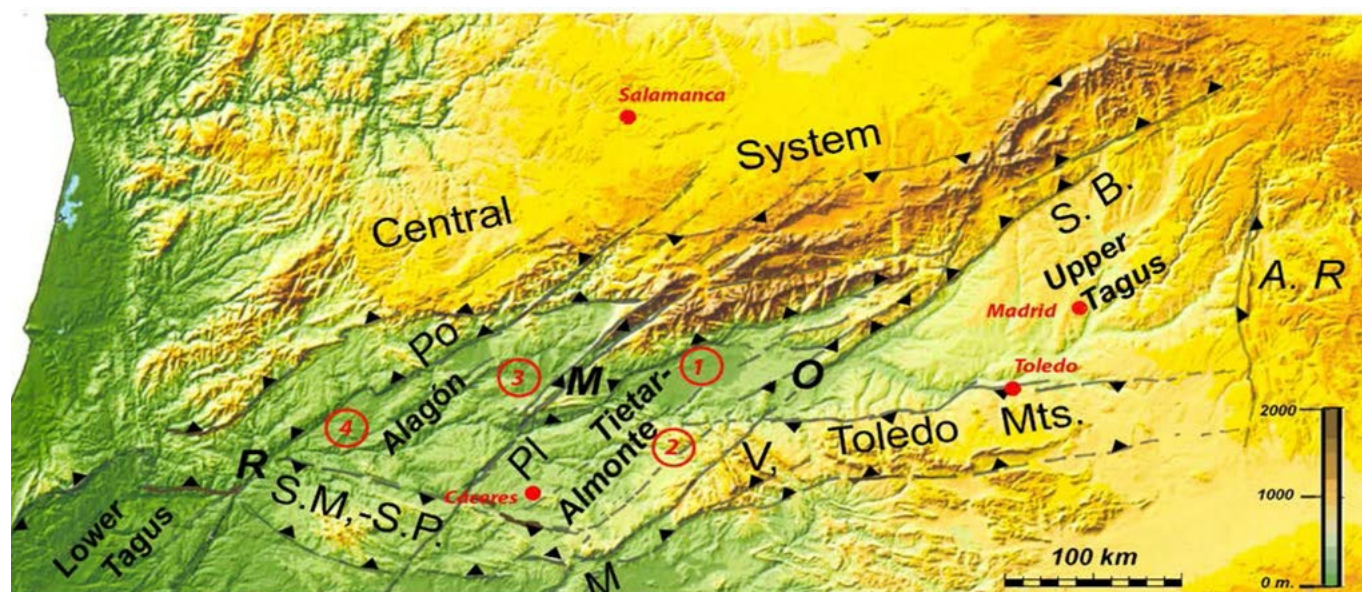 Salamanca
System
Central
S. B.
Upper
Tagus
A. R
Madrid
Po
Alagón
3
M
1
Tietar-
Almonte
O
Toledo
4
2
Toledo Mts.
R
Pl
V,
S.M,-S.P.
Cáceres
Lower
Tagus
M
2000
1000
0 m.
100 km